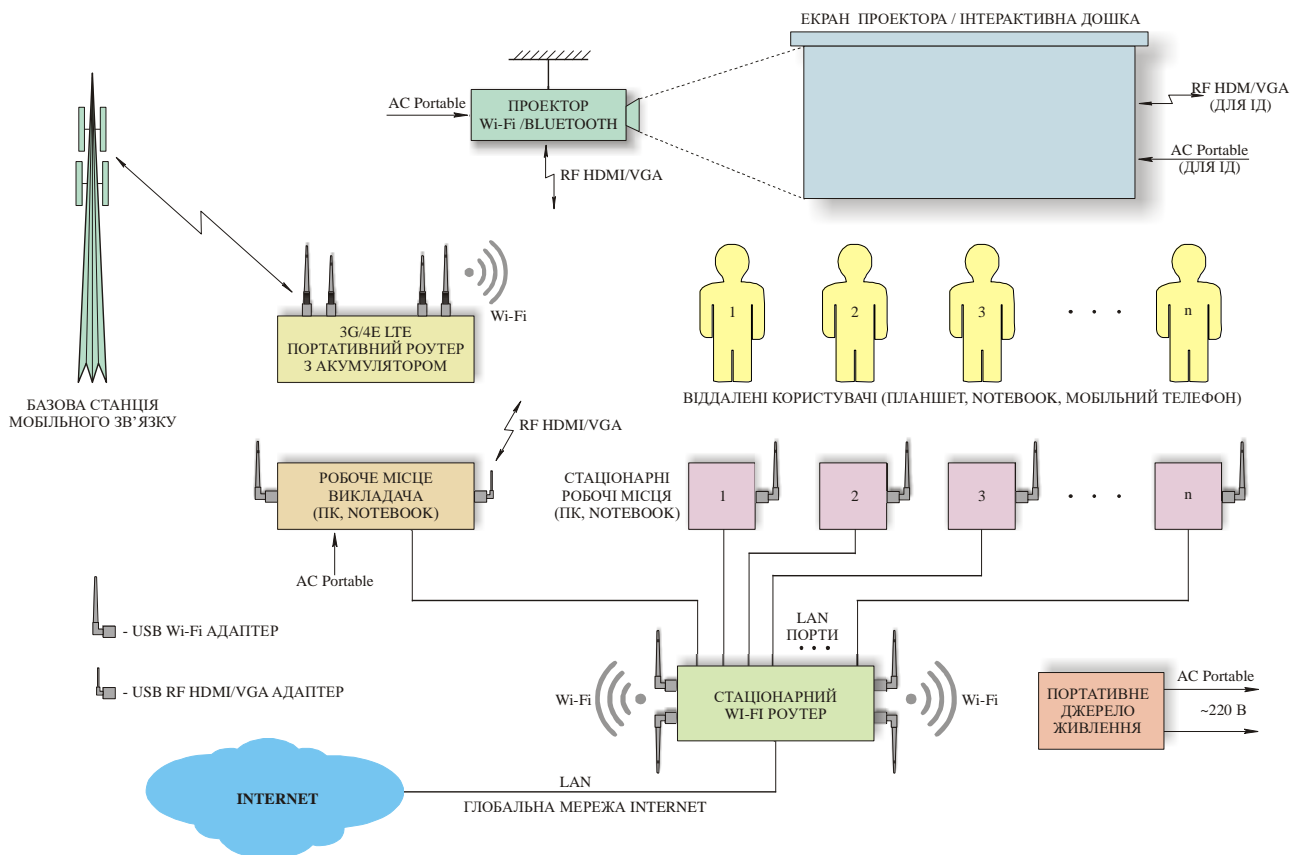 ЕКРАН ПРОЕКТОРА / ІНТЕРАКТИВНА ДОШКА
AC Portable
ПРОЕКТОР
Wi-Fi /BLUETOOTH
RF HDM/VGA
(ДЛЯ ІД)
AC Portable
(ДЛЯ ІД)
RF HDMI/VGA
Wi-Fi
3G/4E LTE
ПОРТАТИВНИЙ РОУТЕР
З АКУМУЛЯТОРОМ
1
2
3
. . .
n
БАЗОВА СТАНЦІЯ
МОБІЛЬНОГО ЗВ’ЯЗКУ
ВІДДАЛЕНІ КОРИСТУВАЧІ (ПЛАНШЕТ, NOTEBOOK, МОБІЛЬНИЙ ТЕЛЕФОН)
RF HDMI/VGA
РОБОЧЕ МІСЦЕ
ВИКЛАДАЧА
(ПК, NOTEBOOK)
СТАЦІОНАРНІ
РОБОЧІ МІСЦЯ
(ПК, NOTEBOOK)
1
2
3
. . .
n
AC Portable
- USB Wi-Fi АДАПТЕР
- USB RF HDMI/VGA АДАПТЕР
LAN
ПОРТИ
. . .
Wi-Fi
СТАЦІОНАРНИЙ
WI-FI РОУТЕР
Wi-Fi
ПОРТАТИВНЕ
ДЖЕРЕЛО
ЖИВЛЕННЯ
AC Portable
~220 В
INTERNET
LAN
ГЛОБАЛЬНА МЕРЕЖА INTERNET